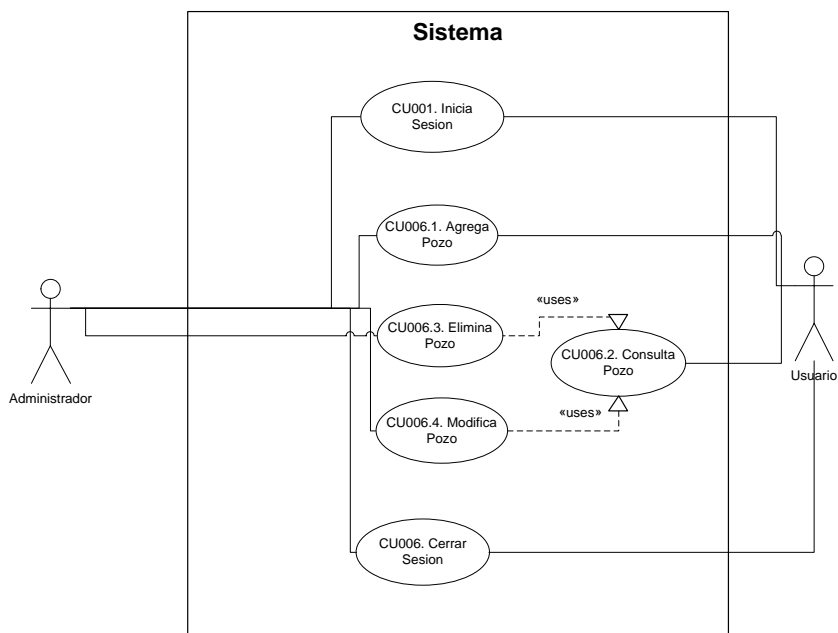 Sistema
CU001. Inicia
Sesion
CU006.1. Agrega
Pozo
«uses»
CU006.3. Elimina
Pozo
CU006.2. Consulta
Pozo
Usuario
Administrador
«uses»
CU006.4. Modifica
Pozo
CU006. Cerrar
Sesion